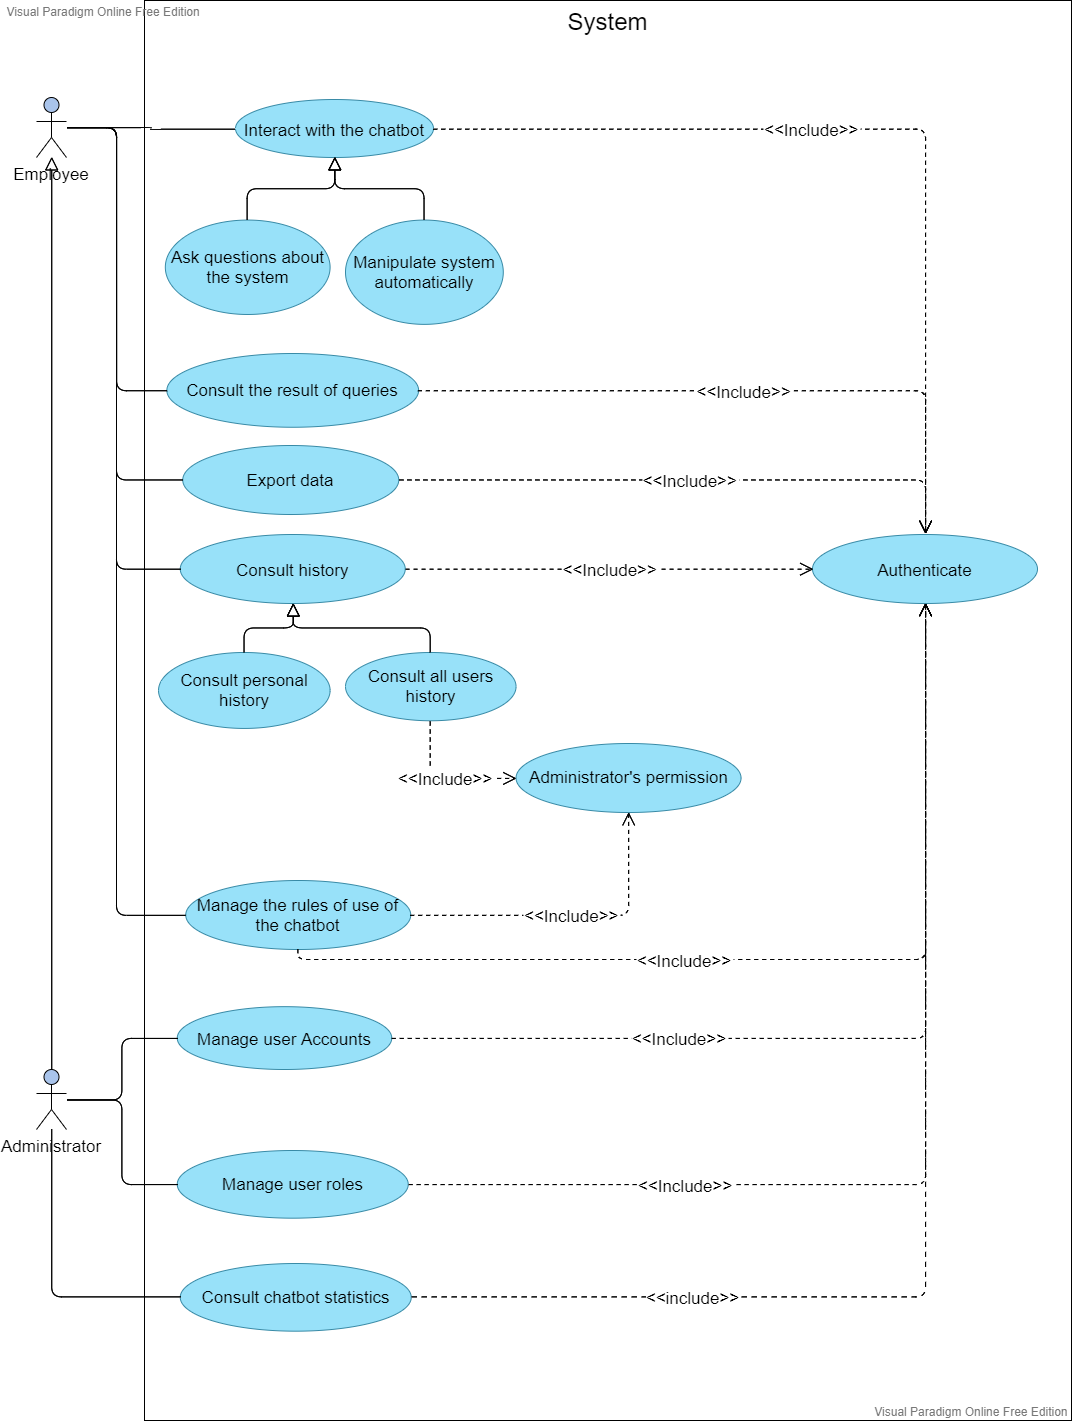 Visual Paradigm Online Free Edition
System
Interact with the chatbot
<<Include>>
Employee
Ask questions about
the system
Manipulate system
automatically
Consult the result of queries
<<Include>>
Export data
<<Include>>
Consult history
<<Include>>
Authenticate
Consult personal
history
Consult all users
history
<<Include>>
Administrator's permission
Manage the rules of use of
the chatbot
<<Include>>
<<Include>>
Manage user Accounts
<<Include>>
Administrator
Manage user roles
<<Include>>
Consult chatbot statistics
<<include>>
Visual Paradigm Online Free Edition